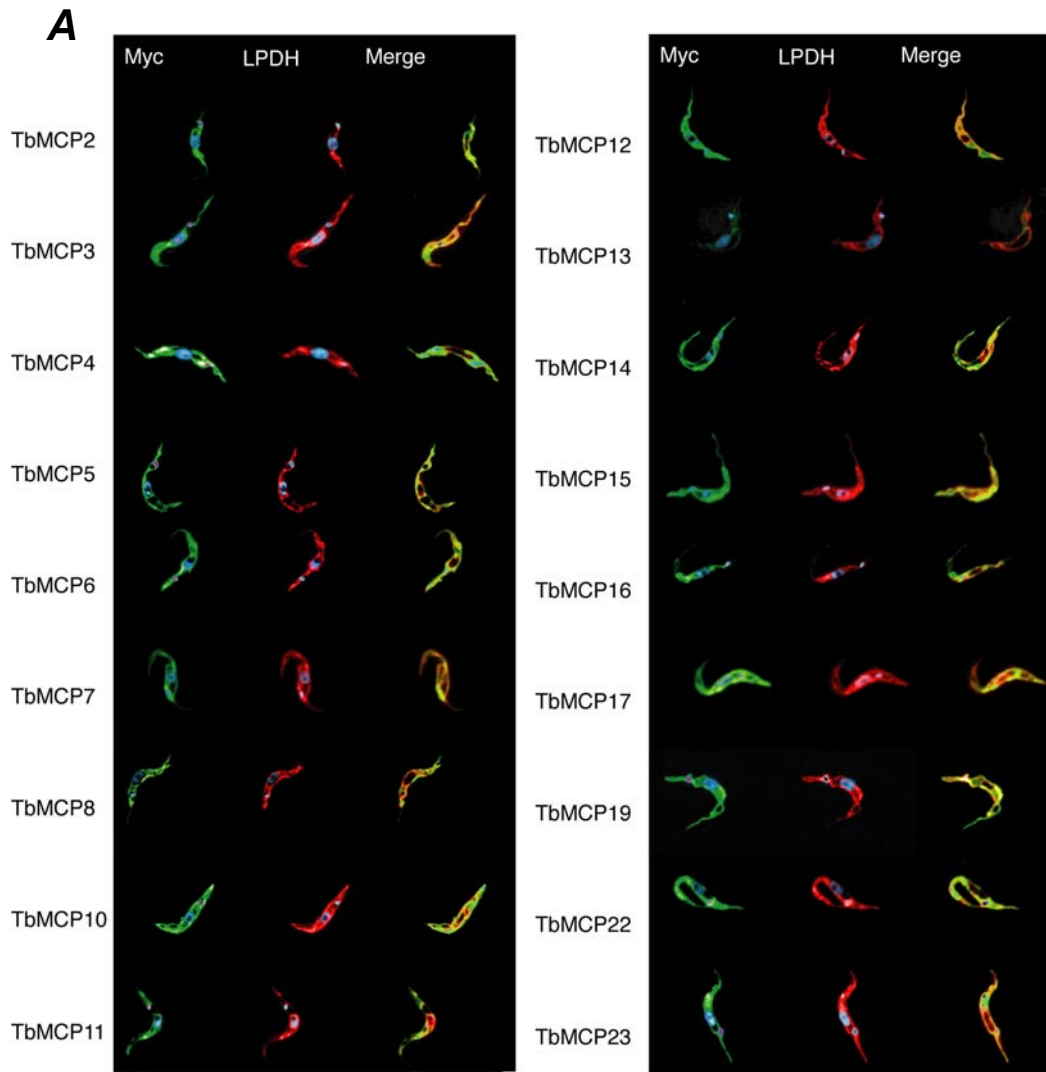 A
Myc LPDH Merge
TbMCP2
TbMCP3
TbMCP4
TbMCP5
TbMCP6
TbMCP7
TbMCP8
TbMCP10
TbMCP11
Myc LPDH Merge
TbMCP12
TbMCP13
TbMCP14
TbMCP15
TbMCP16
TbMCP17
TbMCP19
TbMCP22
TbMCP23